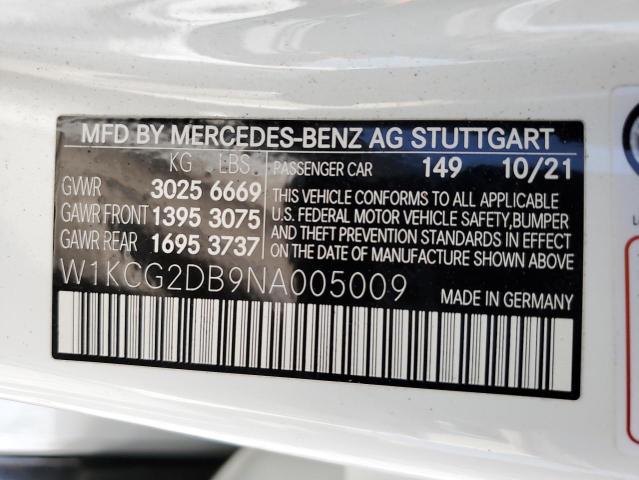 MFD BY MERCEDES-BENZ AG STUTTGART
KG LBS PASSENGER CAR 149 10/21
GVWR 3025 6669
GAWR FRONT 1395 3075
GAWR REAR 1695 3737
THIS VEHICLE CONFORMS TO ALL APPLICABLE
U.S. FEDERAL MOTOR VEHICLE SAFETY, BUMPER
AND THEFT PREVENTION STANDARDS IN EFFECT
ON THE DATE OF MANUFACTURE SHOWN ABOVE
W1KCG2DB9NA005009
MADE IN GERMANY